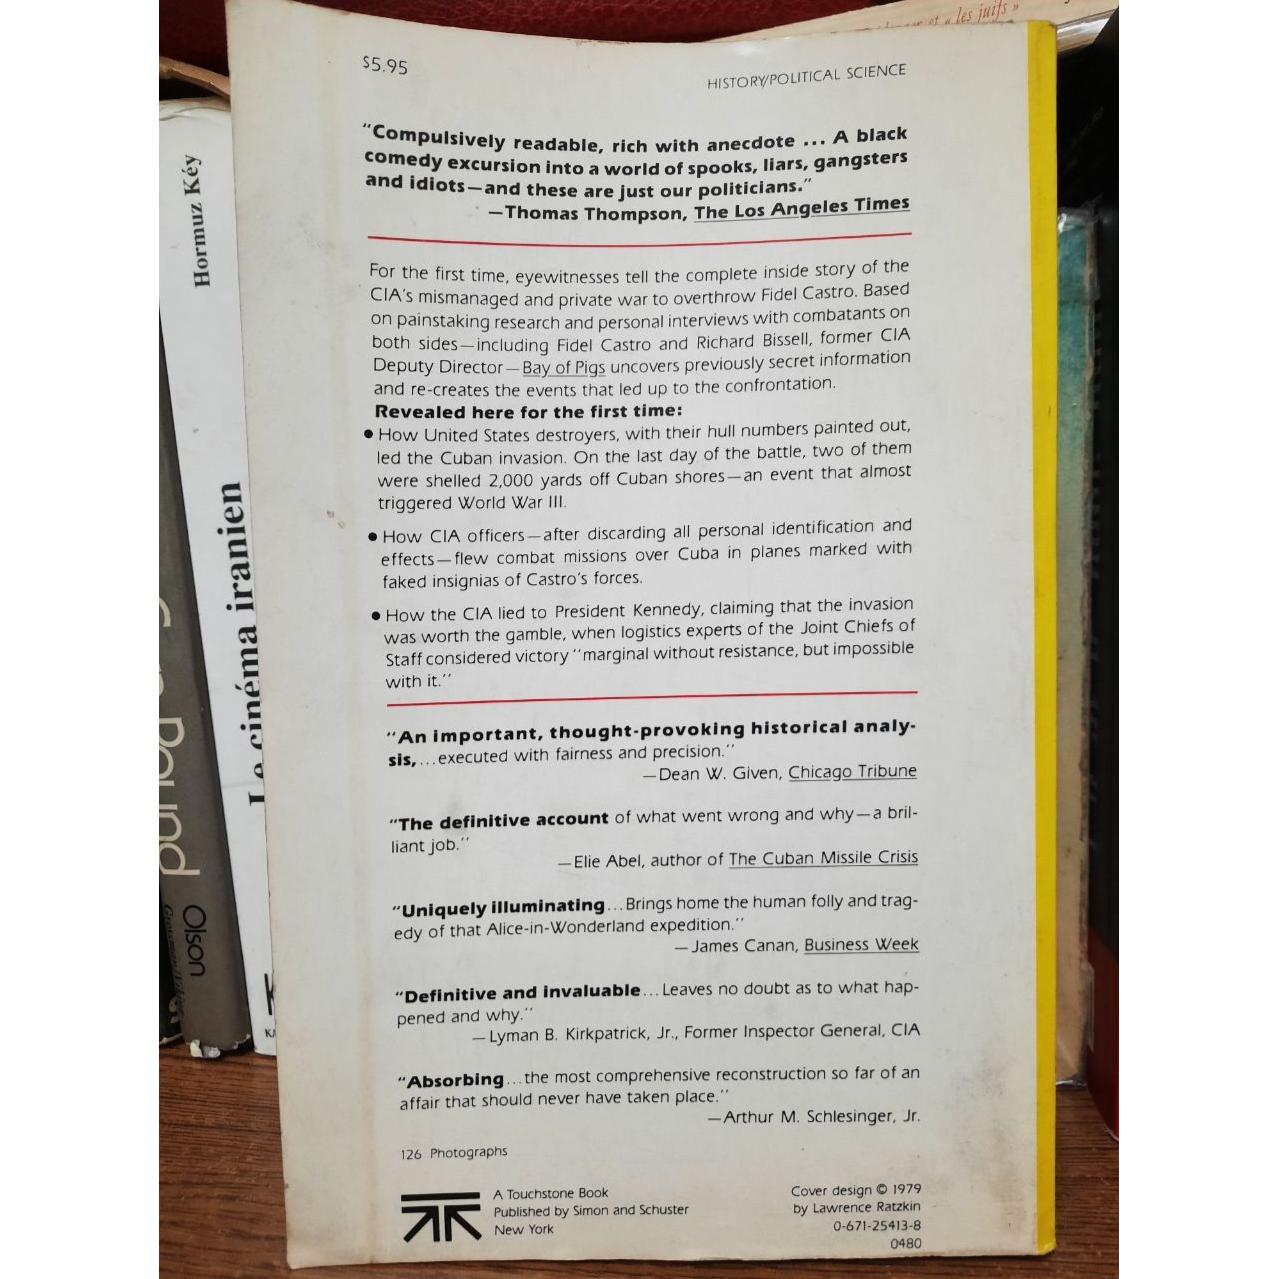 $5.95
HISTORY/POLITICAL SCIENCE
"Compulsively readable, rich with anecdote ... A black
comedy excursion into a world of spooks, liars, gangsters
and idiots—and these are just our politicians."
—Thomas Thompson, The Los Angeles Times
For the first time, eyewitnesses tell the complete inside story of the
CIA's mismanaged and private war to overthrow Fidel Castro. Based
on painstaking research and personal interviews with combatants on
both sides—including Fidel Castro and Richard Bissell, former CIA
Deputy Director—Bay of Pigs uncovers previously secret information
and re-creates the events that led up to the confrontation.
Revealed here for the first time:
● How United States destroyers, with their hull numbers painted out,
led the Cuban invasion. On the last day of the battle, two of them
were shelled 2,000 yards off Cuban shores—an event that almost
triggered World War III.
● How CIA officers—after discarding all personal identification and
effects—flew combat missions over Cuba in planes marked with
faked insignias of Castro's forces.
● How the CIA lied to President Kennedy, claiming that the invasion
was worth the gamble, when logistics experts of the Joint Chiefs of
Staff considered victory "marginal without resistance, but impossible
with it."
"An important, thought-provoking historical analy-
sis,...executed with fairness and precision."
—Dean W. Given, Chicago Tribune
"The definitive account of what went wrong and why—a bril-
liant job."
—Elie Abel, author of The Cuban Missile Crisis
"Uniquely illuminating...Brings home the human folly and trag-
edy of that Alice-in-Wonderland expedition."
—James Canan, Business Week
"Definitive and invaluable...Leaves no doubt as to what hap-
pened and why."
—Lyman B. Kirkpatrick, Jr., Former Inspector General, CIA
"Absorbing...the most comprehensive reconstruction so far of an
affair that should never have taken place."
—Arthur M. Schlesinger, Jr.
126 Photographs
A Touchstone Book
Published by Simon and Schuster
New York
Cover design © 1979
by Lawrence Ratzkin
0-671-25413-8
0480
Hormuz Kéy
Le cinéma iranien
Pound
Olson
et « les juifs »